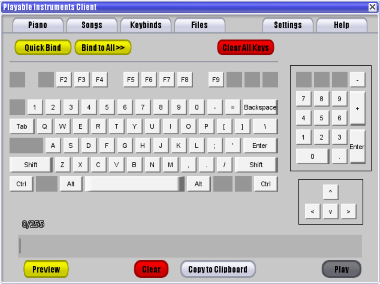 Playable Instruments Client
Piano Songs Keybinds Files Settings Help
Quick Bind Bind to All>> Clear All Keys
F2 F3 F4 F5 F6 F7 F8 F9 -
1 2 3 4 5 6 7 8 9 0 - = Backspace 7 8 9 +
Tab Q W E R T Y U I O P [ ] \ 4 5 6
A S D F G H J K L ; ' Enter 1 2 3 Enter
Shift Z X C V B N M , . / Shift 0 .
Ctrl Alt Alt Ctrl ^
< v >
0/255
Preview Clear Copy to Clipboard Play